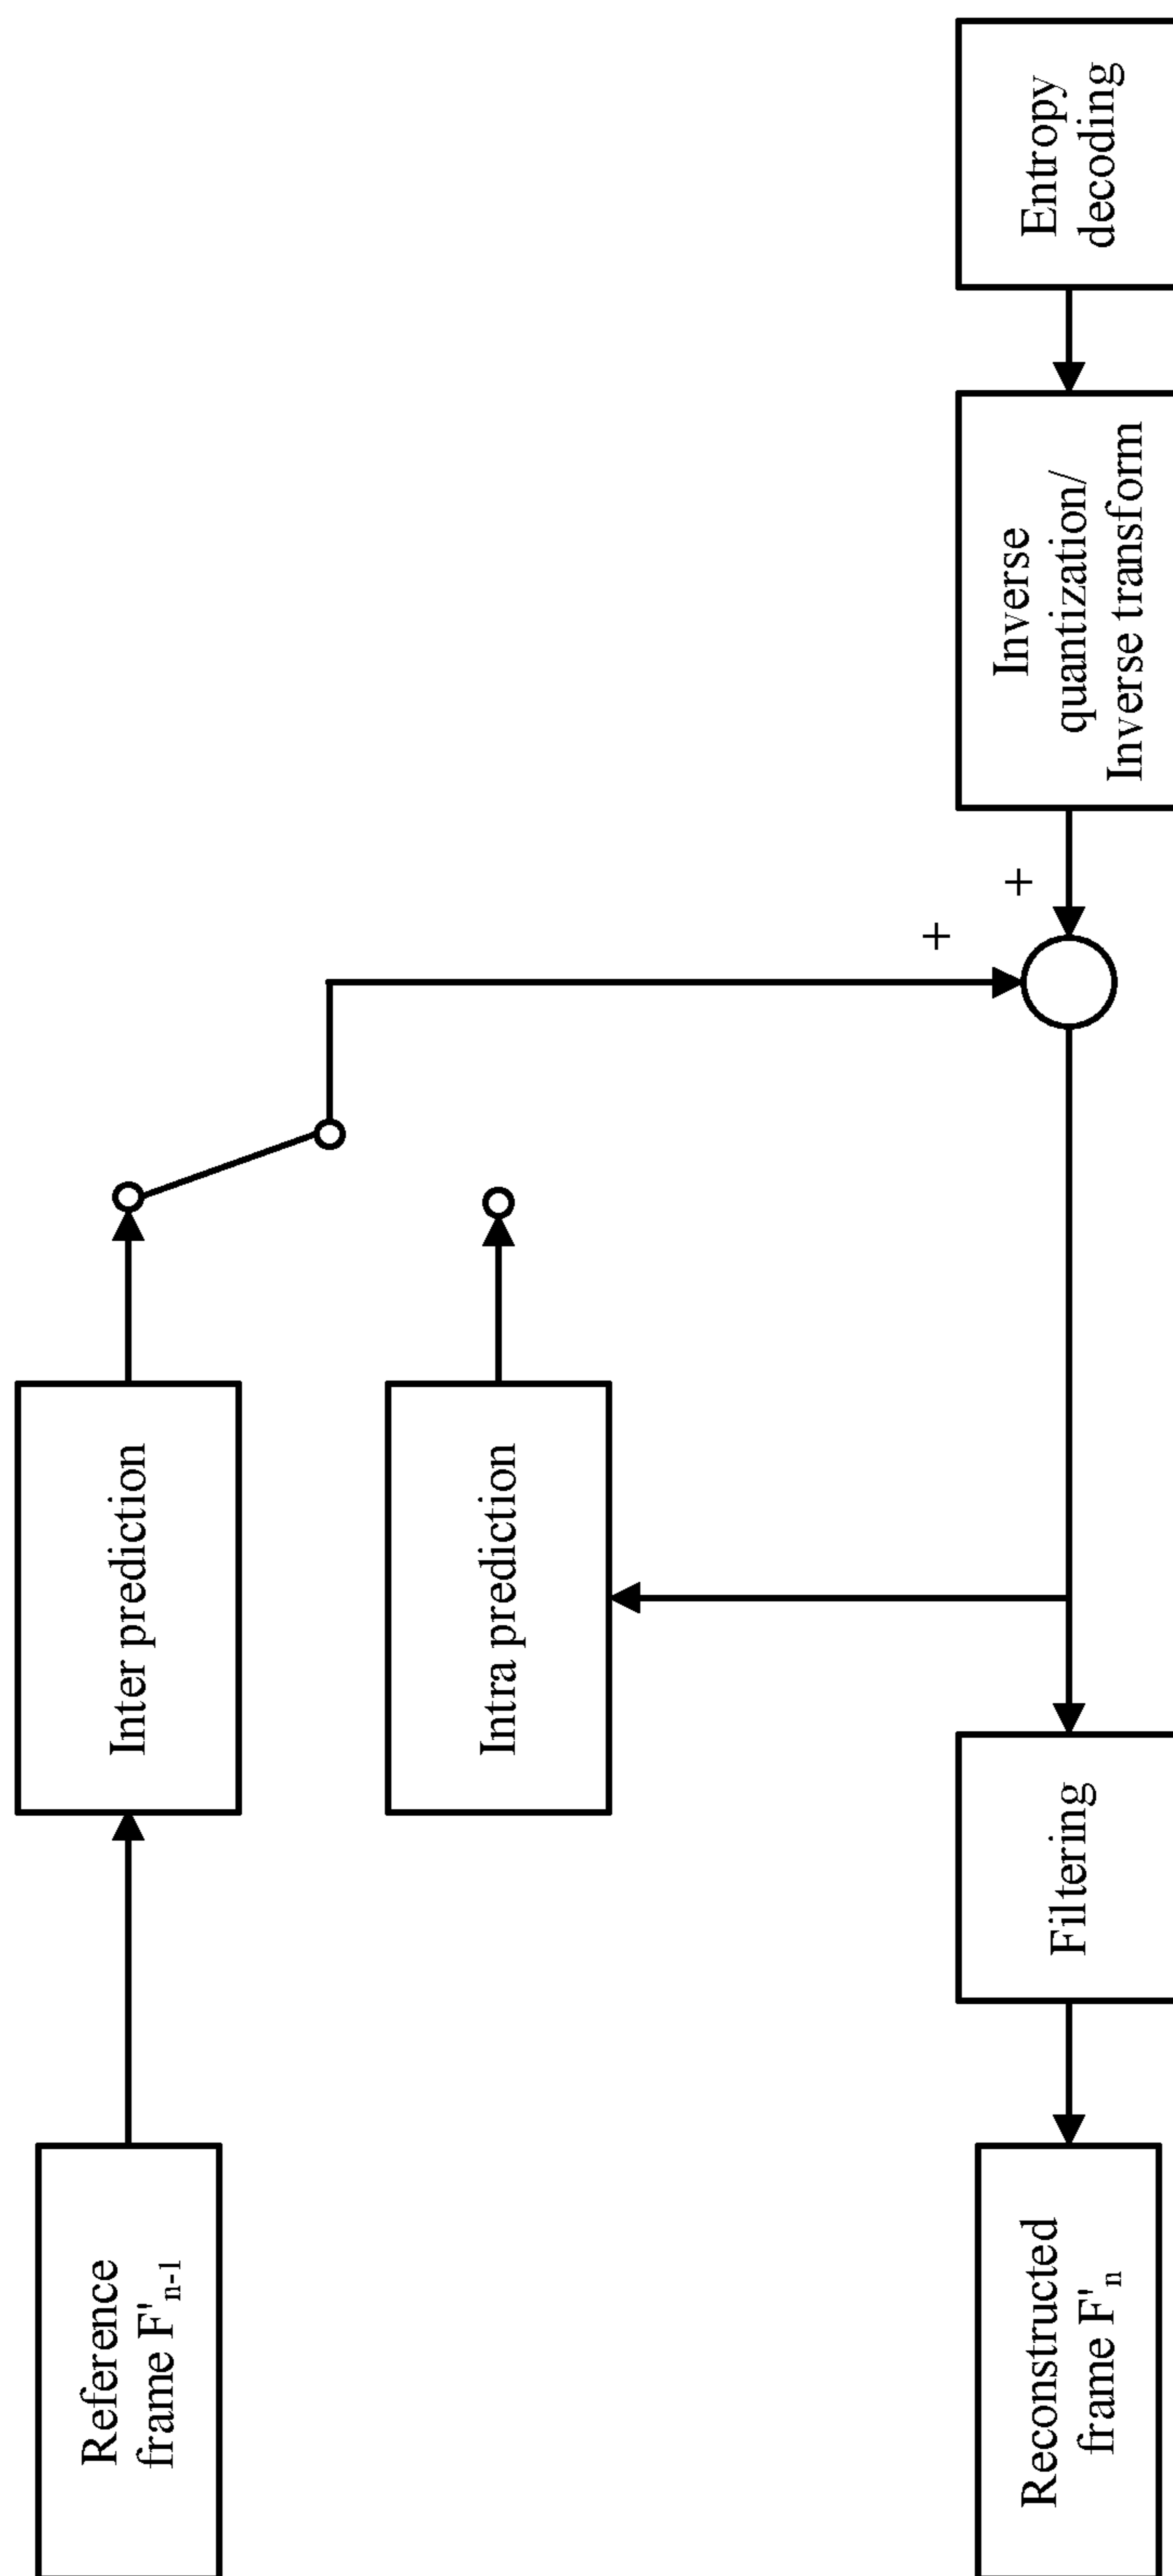 Reference
frame F'n-1
Inter prediction
Intra prediction
+
+
Reconstructed
frame F'n
Filtering
Inverse
quantization/
Inverse transform
Entropy
decoding